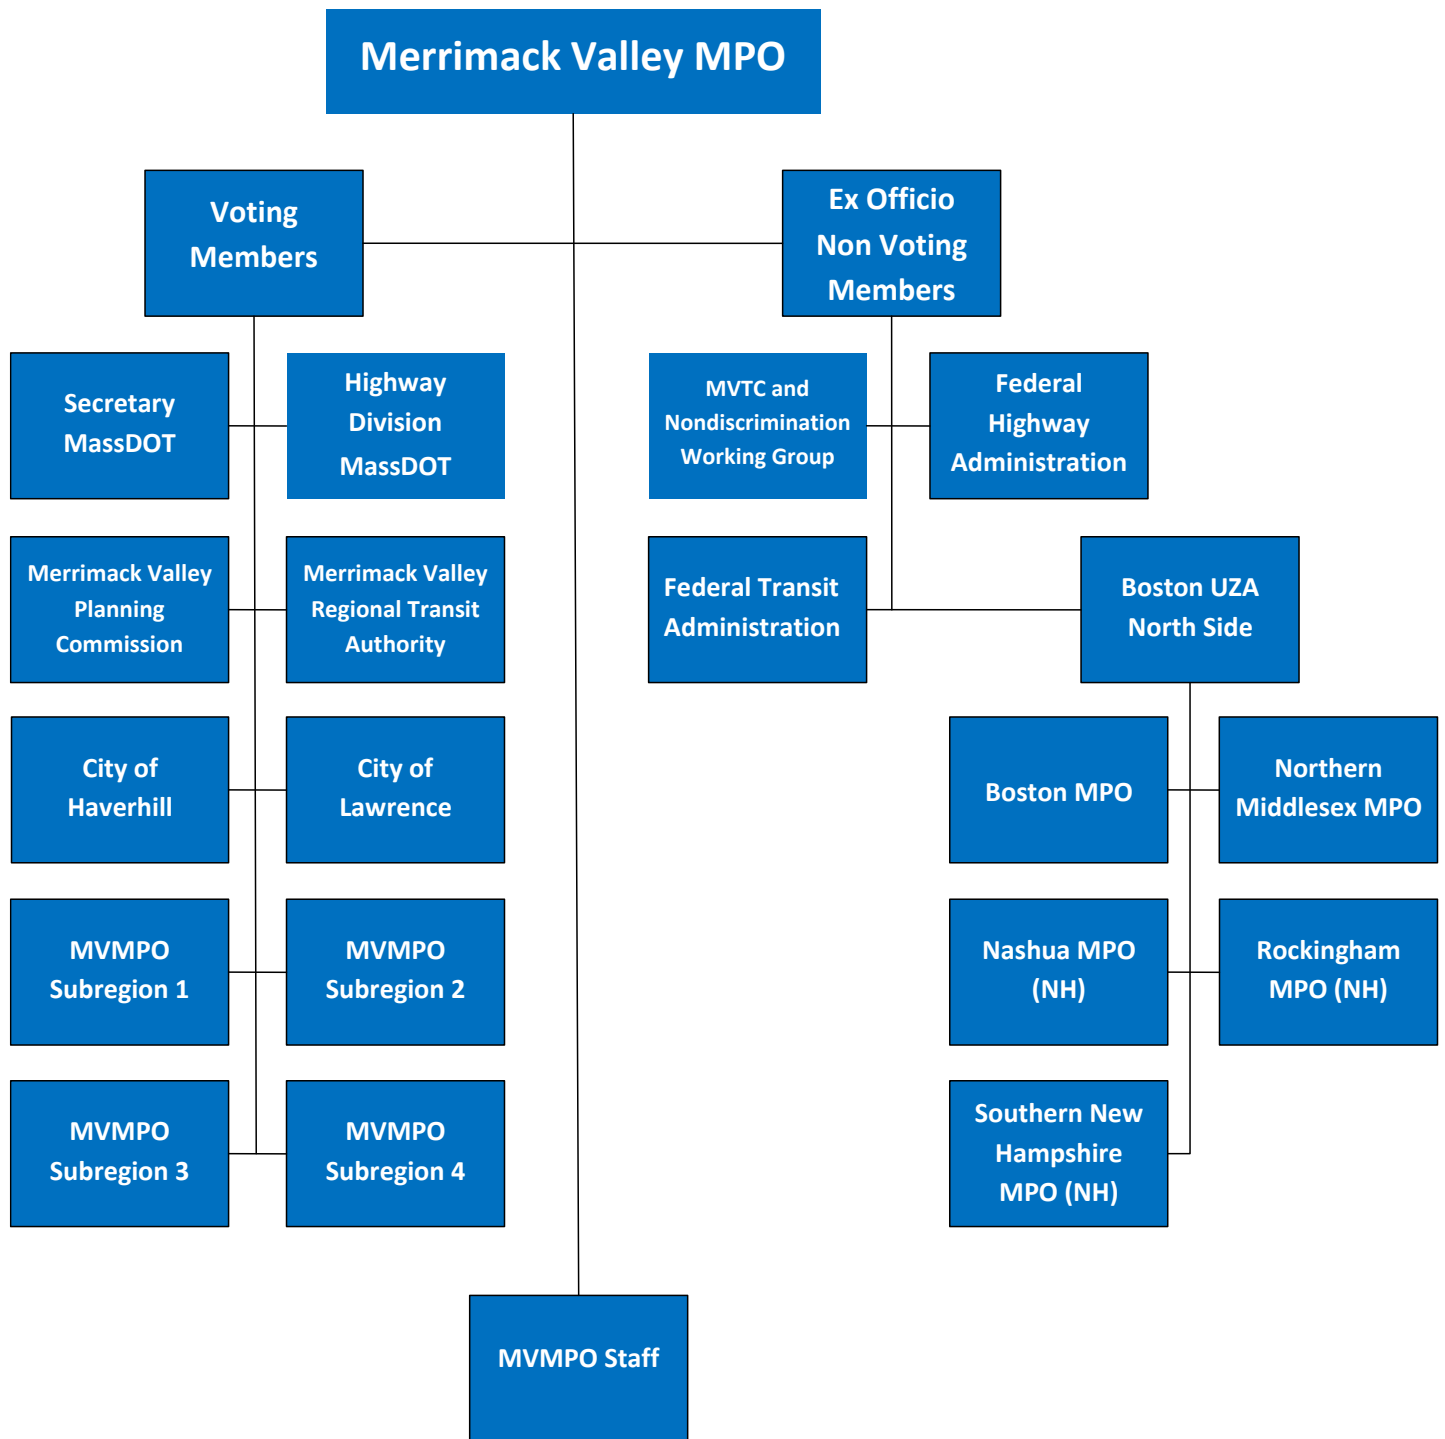 Merrimack Valley MPO
Voting
Members
Ex Officio
Non Voting
Members
Secretary
MassDOT
Highway
Division
MassDOT
MVTC and
Nondiscrimination
Working Group
Federal
Highway
Administration
Merrimack Valley
Planning
Commission
Merrimack Valley
Regional Transit
Authority
Federal Transit
Administration
Boston UZA
North Side
City of
Haverhill
City of
Lawrence
Boston MPO
Northern
Middlesex MPO
MVMPO
Subregion 1
MVMPO
Subregion 2
Nashua MPO
(NH)
Rockingham
MPO (NH)
MVMPO
Subregion 3
MVMPO
Subregion 4
Southern New
Hampshire
MPO (NH)
MVMPO Staff